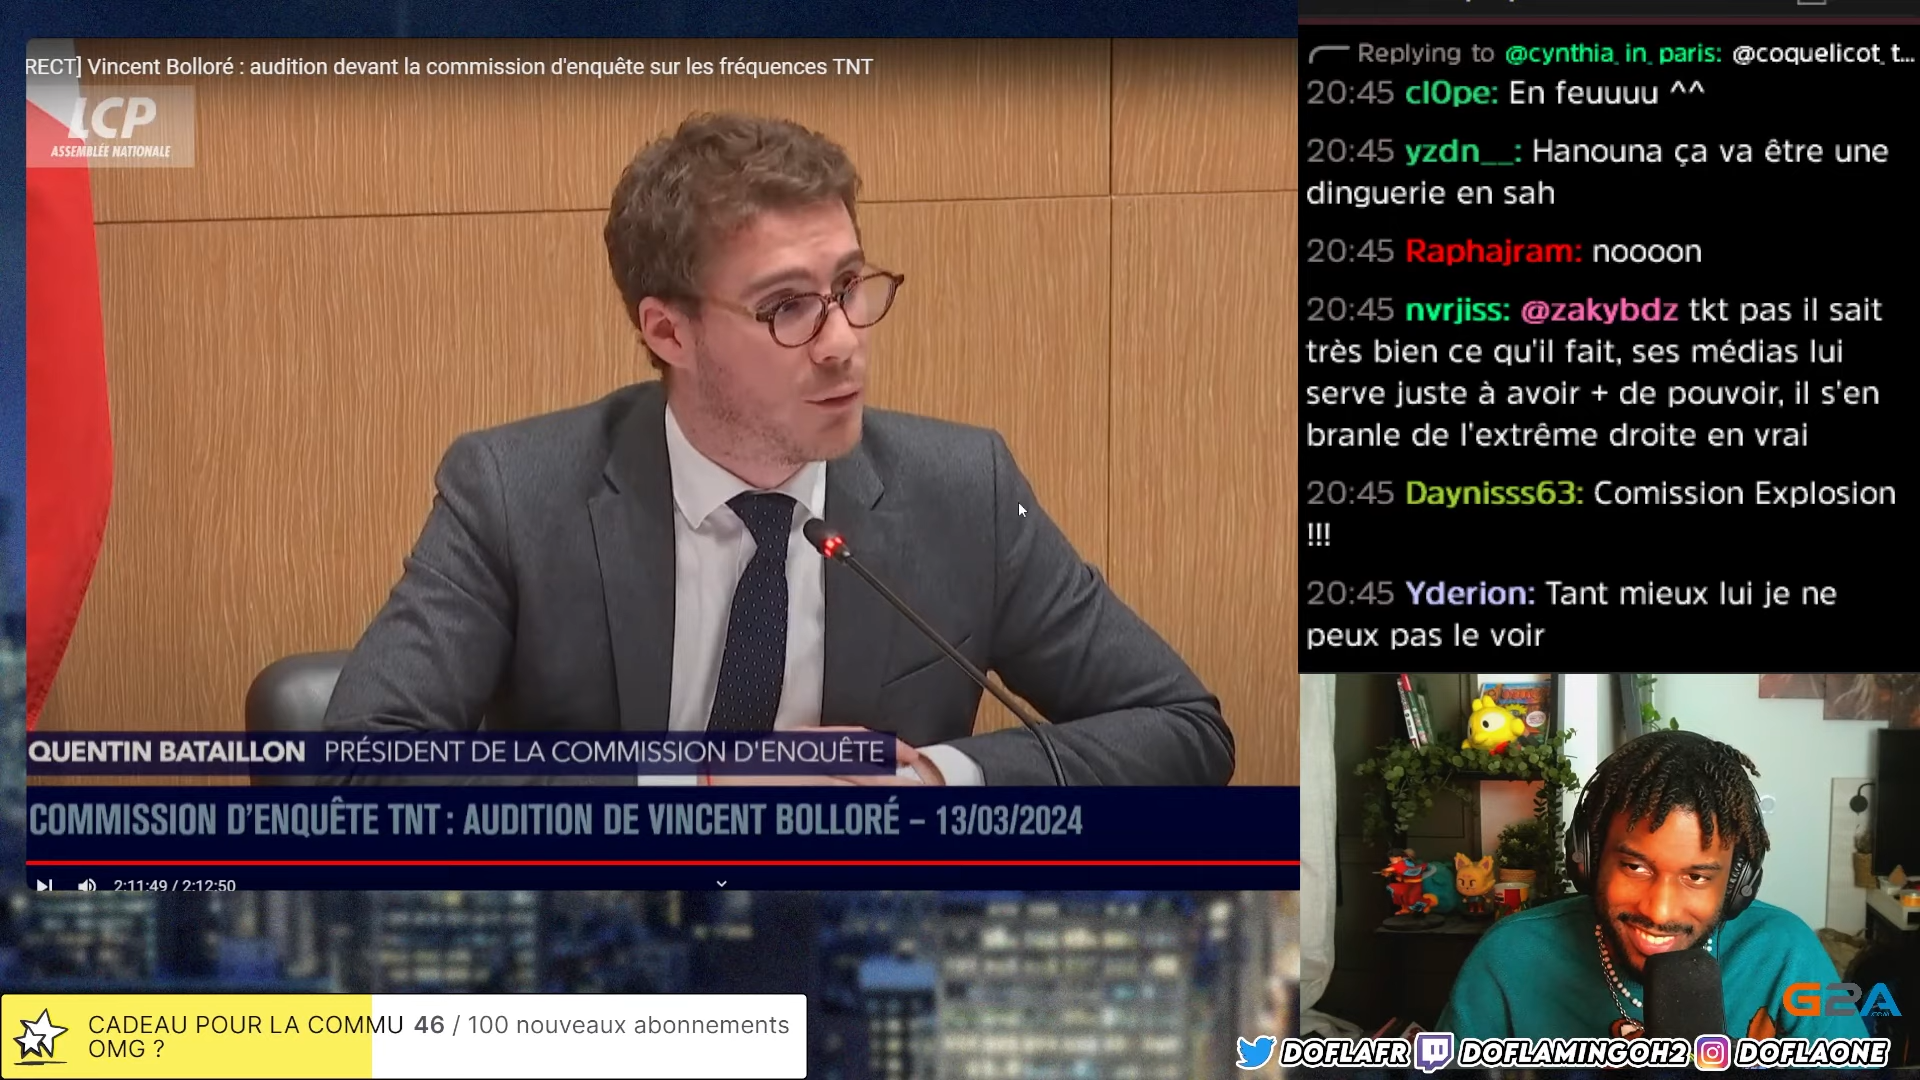 RECT] Vincent Bolloré : audition devant la commission d'enquête sur les fréquences TNT
LCP
ASSEMBLÉE NATIONALE
QUENTIN BATAILLON PRÉSIDENT DE LA COMMISSION D'ENQUÊTE
COMMISSION D'ENQUÊTE TNT : AUDITION DE VINCENT BOLLORÉ – 13/03/2024
2:11:49 / 2:12:50
CADEAU POUR LA COMMU 46 / 100 nouveaux abonnements
OMG ?
Replying to @cynthia_in_paris: @coquelicot_t...
20:45 cl0pe: En feuuuu ^^
20:45 yzdn__: Hanouna ça va être une
dinguerie en sah
20:45 Raphajram: noooon
20:45 nvrjiss: @zakybdz tkt pas il sait
très bien ce qu'il fait, ses médias lui
serve juste à avoir + de pouvoir, il s'en
branle de l'extrême droite en vrai
20:45 Daynisss63: Comission Explosion
!!!
20:45 Yderion: Tant mieux lui je ne
peux pas le voir
G2A
.COM
DOFLAFR DOFLAMINGOH2 DOFLAONE